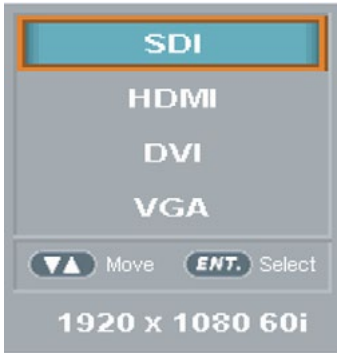 SDI
HDMI
DVI
VGA
▼▲ Move ENT. Select
1920 x 1080 60i